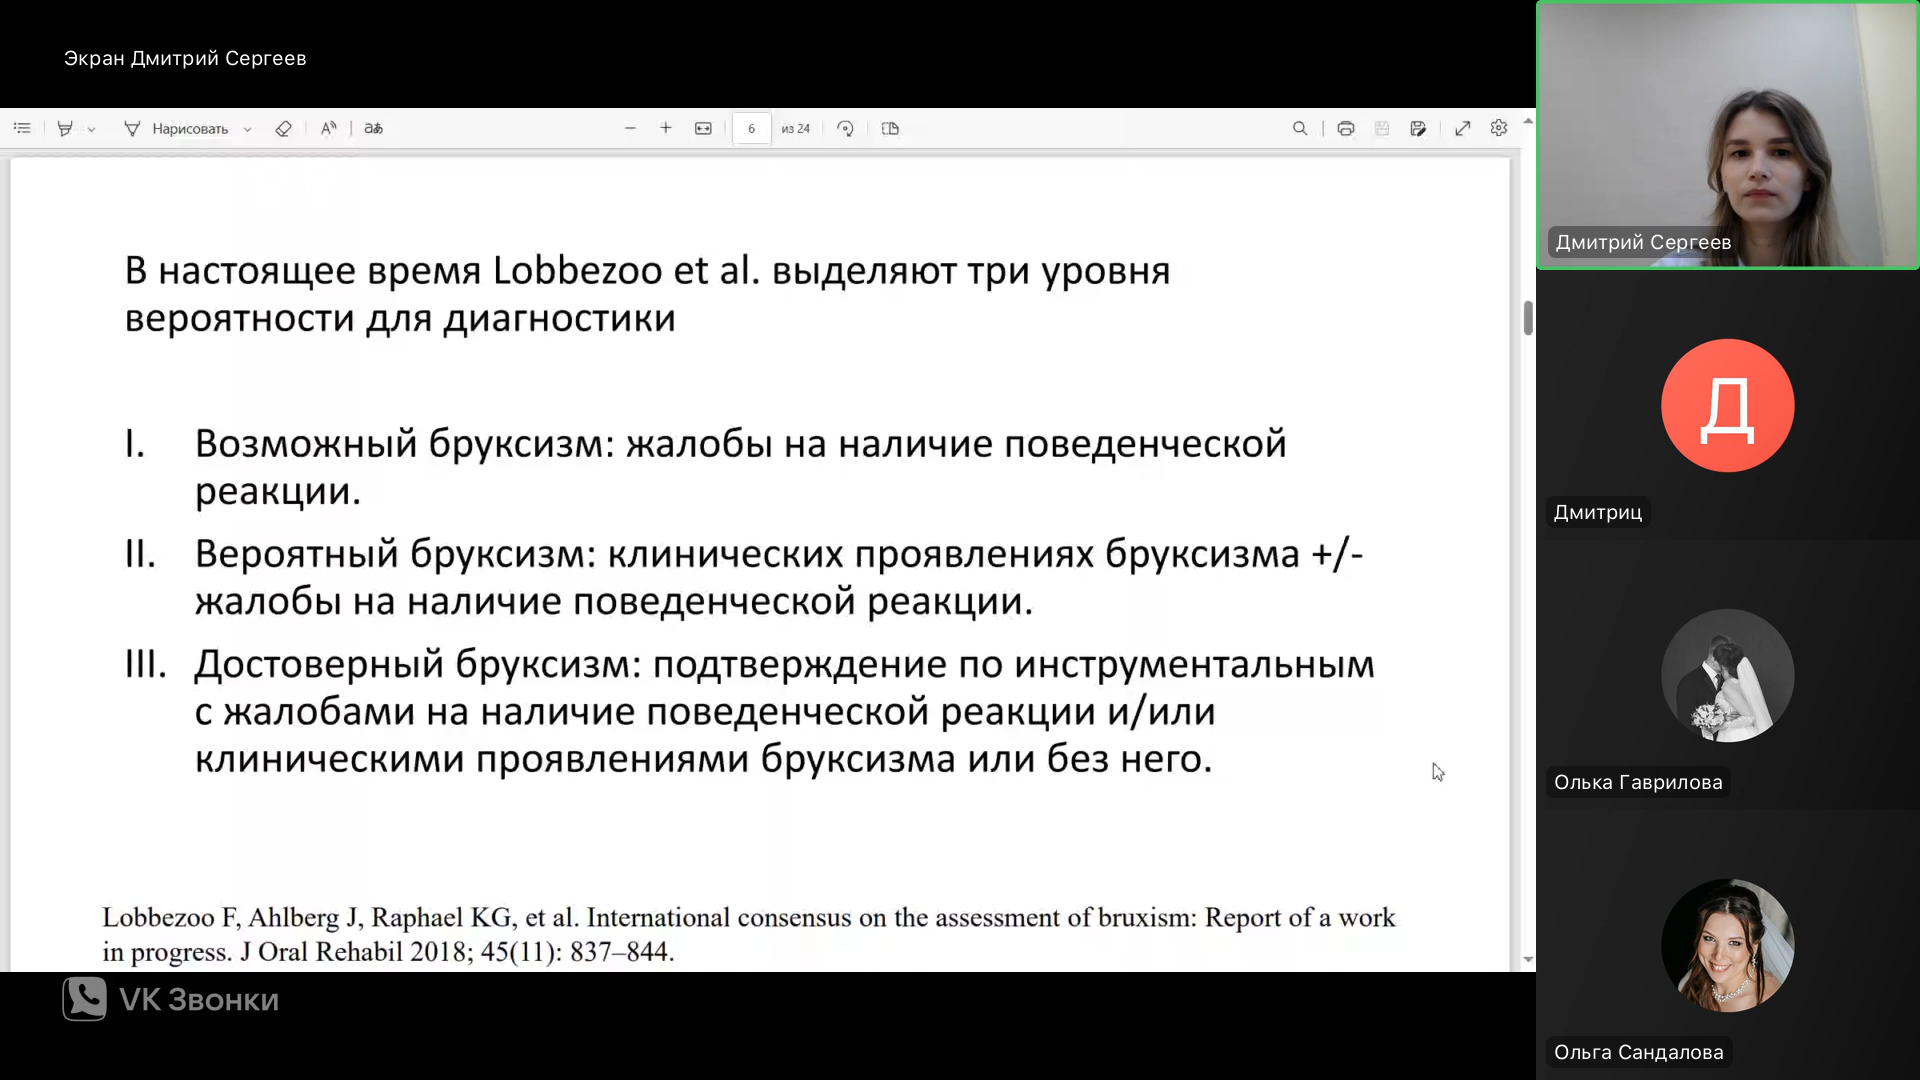 Экран Дмитрий Сергеев
Нарисовать
6
из 24
В настоящее время Lobbezoo et al. выделяют три уровня
вероятности для диагностики
I. Возможный бруксизм: жалобы на наличие поведенческой
реакции.
II. Вероятный бруксизм: клинических проявлениях бруксизма +/-
жалобы на наличие поведенческой реакции.
III. Достоверный бруксизм: подтверждение по инструментальным
с жалобами на наличие поведенческой реакции и/или
клиническими проявлениями бруксизма или без него.
Lobbezoo F, Ahlberg J, Raphael KG, et al. International consensus on the assessment of bruxism: Report of a work
in progress. J Oral Rehabil 2018; 45(11): 837–844.
VK Звонки
Дмитрий Сергеев
Д
Дмитриц
Олька Гаврилова
Ольга Сандалова